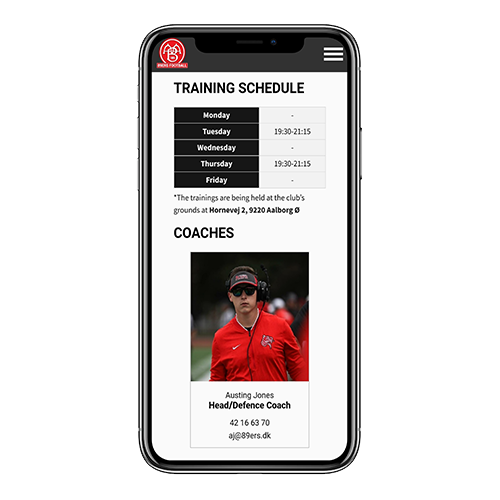 89ERS FOOTBALL
TRAINING SCHEDULE
Monday -
Tuesday 19:30-21:15
Wednesday -
Thursday 19:30-21:15
Friday -
*The trainings are being held at the club's
grounds at Hornevej 2, 9220 Aalborg Ø
COACHES
Austing Jones
Head/Defence Coach
42 16 63 70
aj@89ers.dk